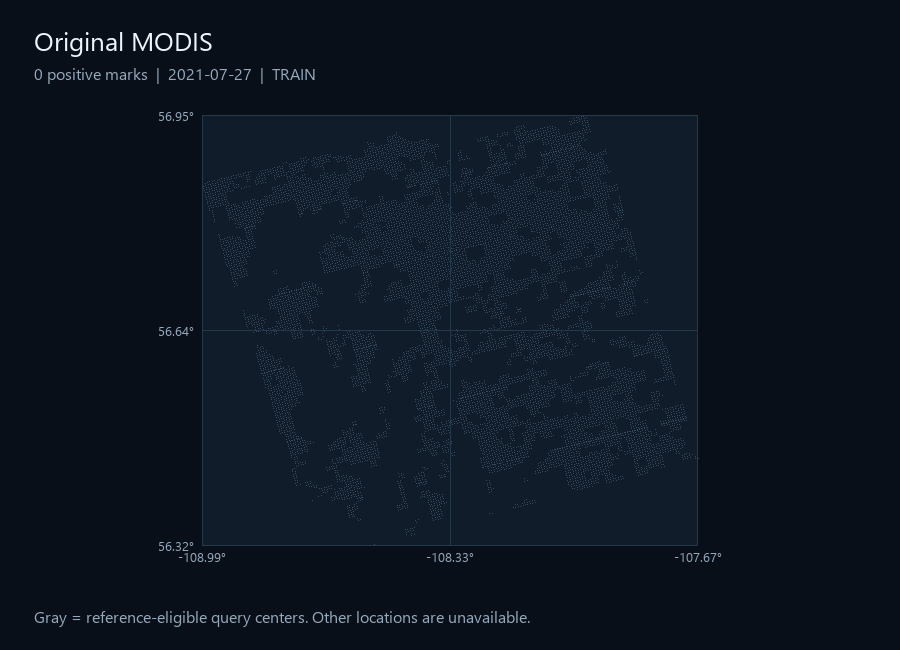 Original MODIS
0 positive marks | 2021-07-27 | TRAIN
56.95°
56.64°
56.32°
-108.99°
-108.33°
-107.67°
Gray = reference-eligible query centers. Other locations are unavailable.